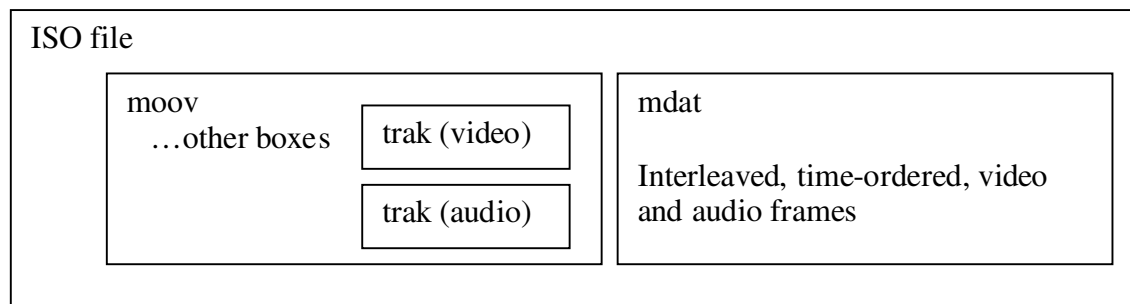 ISO file
moov
…other boxes
trak (video)
trak (audio)
mdat
Interleaved, time-ordered, video
and audio frames